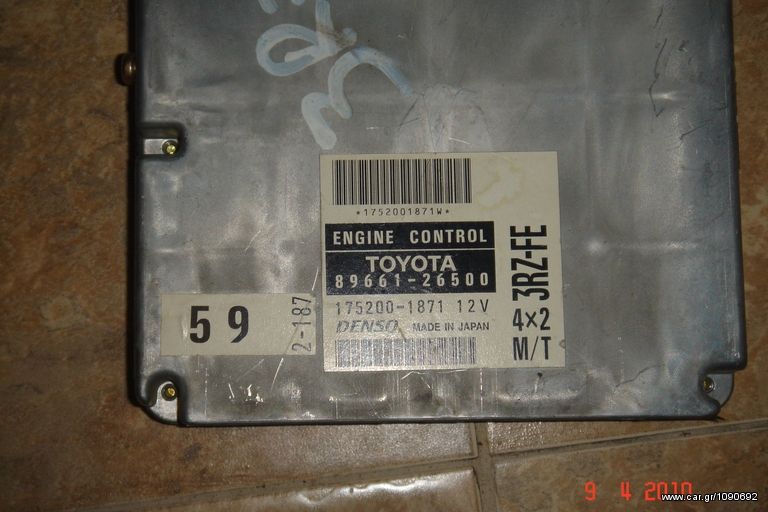 *1752001871W*
ENGINE CONTROL
TOYOTA
89661-26500
175200-1871 12V
DENSO MADE IN JAPAN
3RZ-FE
4×2
M/T
59
2-187
9 4 2010
www.car.gr/1090692